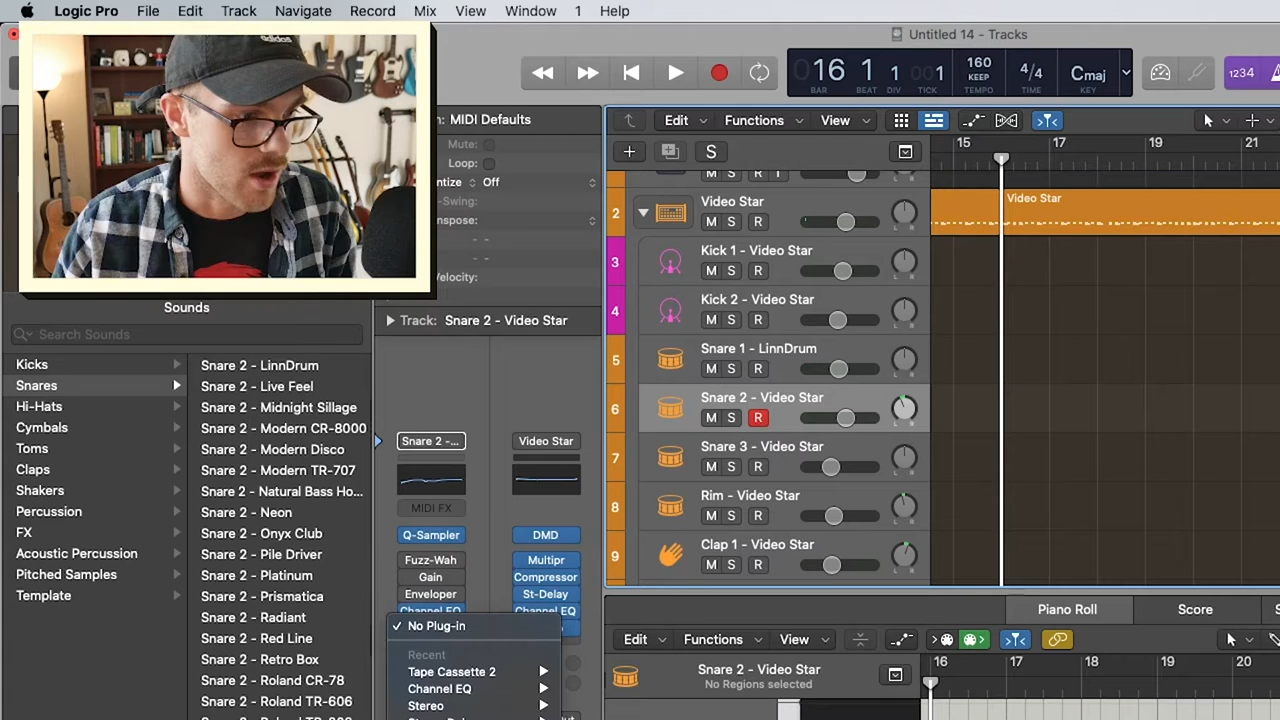 Logic Pro File Edit Track Navigate Record Mix View Window 1 Help
Untitled 14 - Tracks
adidas
016 1 1 001
BAR BEAT DIV TICK
160
KEEP
TEMPO
4/4
TIME
Cmaj
KEY
1234
MIDI Defaults
Mute:
Loop:
Off
Velocity:
Edit Functions View
S
15 17 19 21
M S R I
2 Video Star
M S R
Video Star
3 Kick 1 - Video Star
M S R
4 Kick 2 - Video Star
M S R
5 Snare 1 - LinnDrum
M S R
6 Snare 2 - Video Star
M S R
7 Snare 3 - Video Star
M S R
8 Rim - Video Star
M S R
9 Clap 1 - Video Star
M S R
Sounds
Search Sounds
Kicks
Snares
Hi-Hats
Cymbals
Toms
Claps
Shakers
Percussion
FX
Acoustic Percussion
Pitched Samples
Template
Snare 2 - LinnDrum
Snare 2 - Live Feel
Snare 2 - Midnight Sillage
Snare 2 - Modern CR-8000
Snare 2 - Modern Disco
Snare 2 - Modern TR-707
Snare 2 - Natural Bass Ho...
Snare 2 - Neon
Snare 2 - Onyx Club
Snare 2 - Pile Driver
Snare 2 - Platinum
Snare 2 - Prismatica
Snare 2 - Radiant
Snare 2 - Red Line
Snare 2 - Retro Box
Snare 2 - Roland CR-78
Snare 2 - Roland TR-606
Track: Snare 2 - Video Star
Snare 2 -...
MIDI FX
Q-Sampler
Fuzz-Wah
Gain
Enveloper
Channel EQ
Video Star
DMD
Multipr
Compressor
St-Delay
Channel EQ
✓ No Plug-in
Recent
Tape Cassette 2
Channel EQ
Stereo
Piano Roll Score
Edit Functions View
Snare 2 - Video Star
No Regions selected
16 17 18 19 20